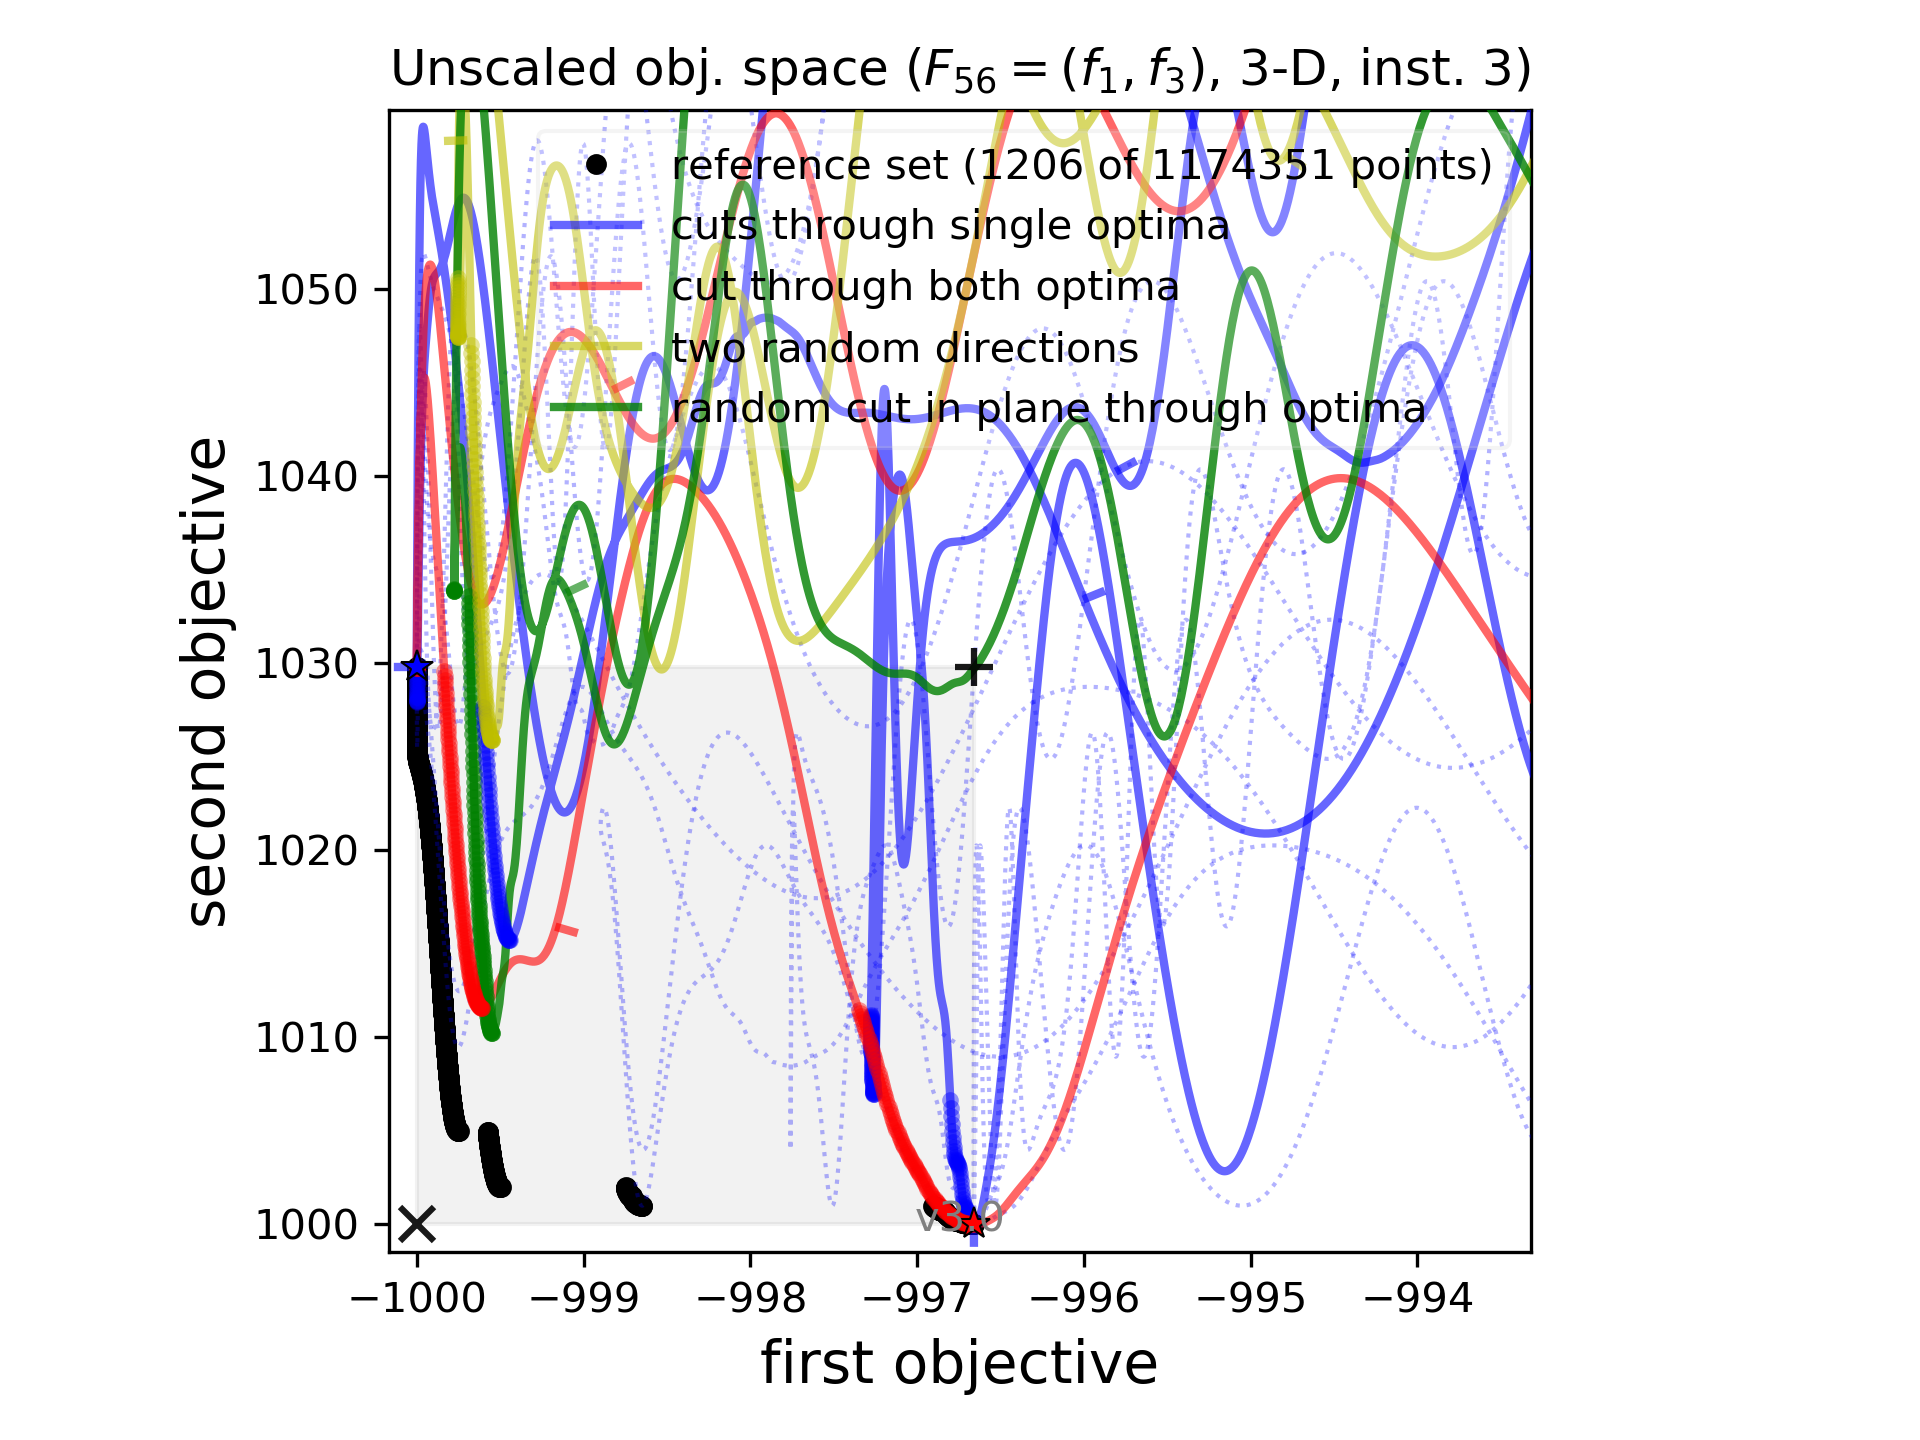 Unscaled obj. space (F₅₆ = (f₁, f₃), 3-D, inst. 3)
reference set (1206 of 1174351 points)
cuts through single optima
cut through both optima
two random directions
random cut in plane through optima
second objective
1050
1040
1030
1020
1010
1000
v3.0
−1000 −999 −998 −997 −996 −995 −994
first objective